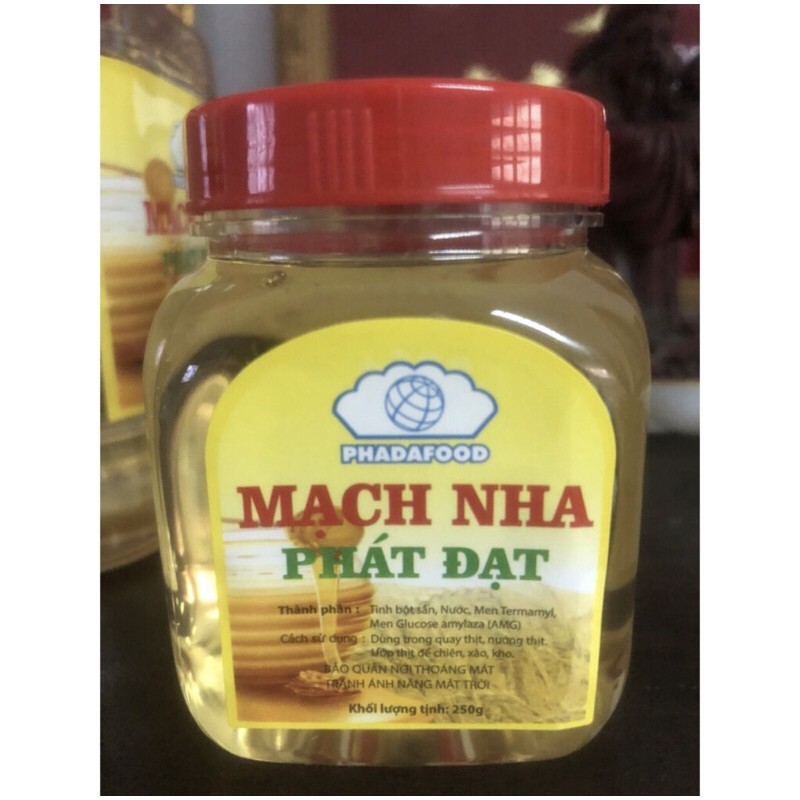 PHADAFOOD
MẠCH NHA
PHÁT ĐẠT
Thành phần : Tinh bột sắn, Nước, Men Termamyl,
Men Glucose amylaza (AMG)
Cách sử dụng : Dùng trong quay thịt, nướng thịt.
Ướp thịt để chiên, xào, kho.
BẢO QUẢN NƠI THOÁNG MÁT
TRÁNH ÁNH NẮNG MẶT TRỜI
Khối lượng tịnh: 250g